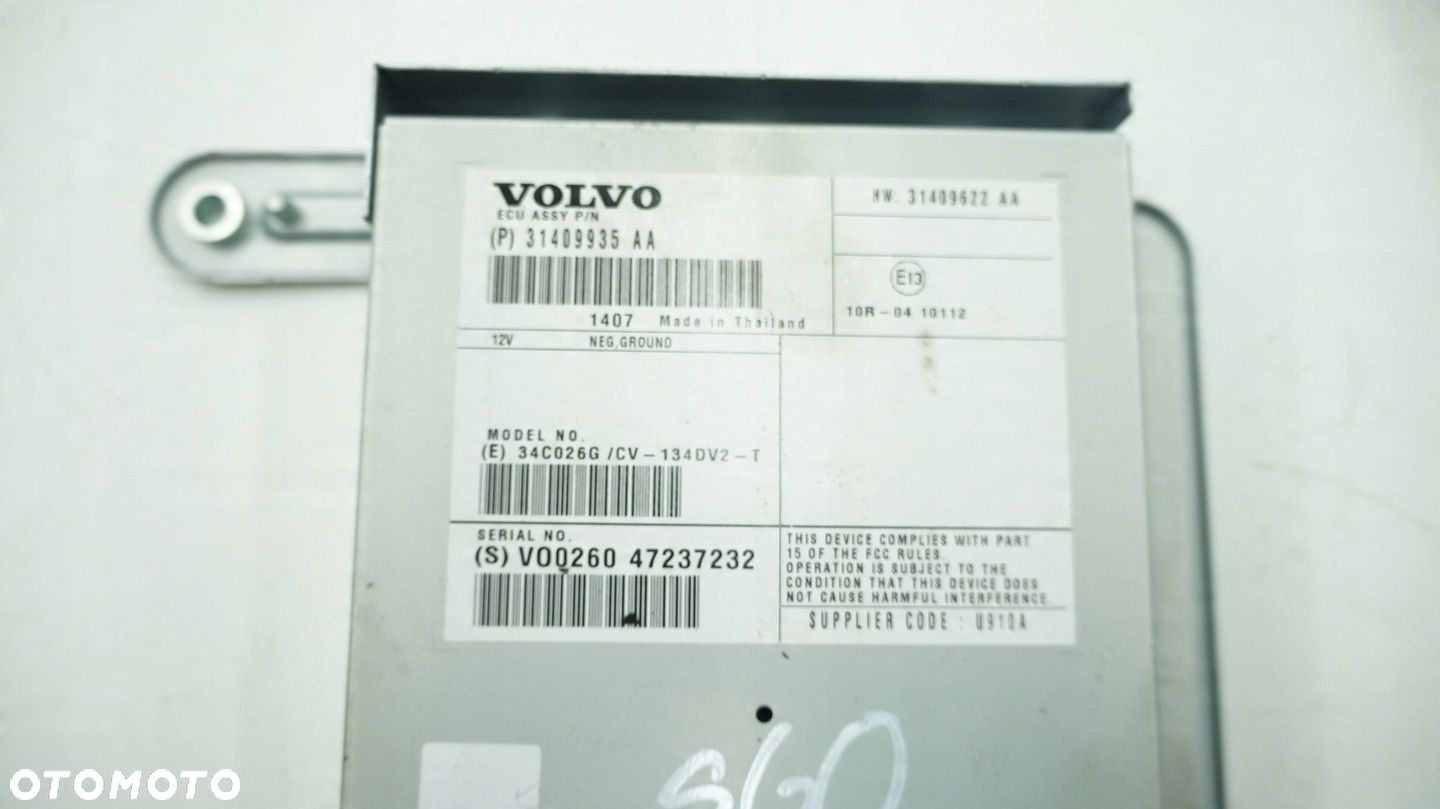 VOLVO
ECU ASSY P/N
(P) 31409935 AA
1407 Made in Thailand
HW: 31409622 AA
E13
10R-04 10112
12V NEG,GROUND
MODEL NO.
(E) 34C026G /CV-134DV2-T
SERIAL NO.
(S) VO0260 47237232
THIS DEVICE COMPLIES WITH PART
15 OF THE FCC RULES.
OPERATION IS SUBJECT TO THE
CONDITION THAT THIS DEVICE DOES
NOT CAUSE HARMFUL INTERFERENCE.
SUPPLIER CODE : U910A
S60
OTOMOTO